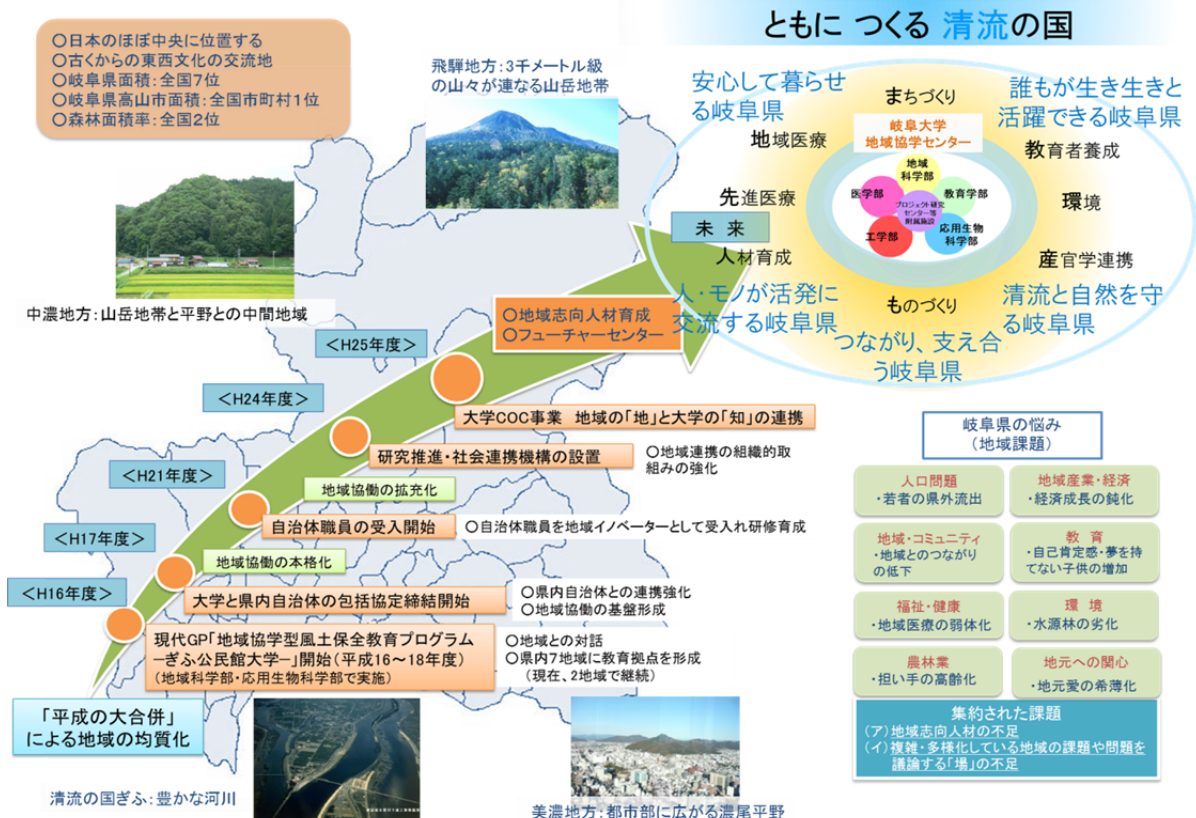 ともに つくる 清流の国
〇日本のほぼ中央に位置する
〇古くからの東西文化の交流地
〇岐阜県面積:全国7位
〇岐阜県高山市面積:全国市町村1位
〇森林面積率:全国2位
飛騨地方:3千メートル級
の山々が連なる山岳地帯
中濃地方:山岳地帯と平野との中間地域
安心して暮らせ
る岐阜県
誰もが生き生きと
活躍できる岐阜県
まちづくり
地域医療
先進医療
人材育成
教育者養成
環境
産官学連携
ものづくり
岐阜大学
地域協学センター
地域
科学部
医学部
教育学部
プロジェクト研究
センター等
附属施設
工学部
応用生物
科学部
未 来
人・モノが活発に
交流する岐阜県
清流と自然を守
る岐阜県
つながり、支え合
う岐阜県
〇地域志向人材育成
〇フューチャーセンター
<H25年度>
大学COC事業 地域の「地」と大学の「知」の連携
<H24年度>
研究推進・社会連携機構の設置
〇地域連携の組織的取
組みの強化
地域協働の拡充化
<H21年度>
自治体職員の受入開始
〇自治体職員を地域イノベーターとして受入れ研修育成
地域協働の本格化
<H17年度>
大学と県内自治体の包括協定締結開始
〇県内自治体との連携強化
〇地域協働の基盤形成
<H16年度>
現代GP「地域協学型風土保全教育プログラム
−ぎふ公民館大学−」開始(平成16~18年度)
(地域科学部・応用生物科学部で実施)
〇地域との対話
〇県内7地域に教育拠点を形成
(現在、2地域で継続)
「平成の大合併」
による地域の均質化
清流の国ぎふ:豊かな河川
美濃地方:都市部に広がる濃尾平野
岐阜県の悩み
(地域課題)
人口問題
・若者の県外流出
地域産業・経済
・経済成長の鈍化
地域・コミュニティ
・地域とのつながり
の低下
教 育
・自己肯定感・夢を持
てない子供の増加
福祉・健康
・地域医療の弱体化
環 境
・水源林の劣化
農林業
・担い手の高齢化
地元への関心
・地元愛の希薄化
集約された課題
(ア)地域志向人材の不足
(イ)複雑・多様化している地域の課題や問題を
議論する「場」の不足